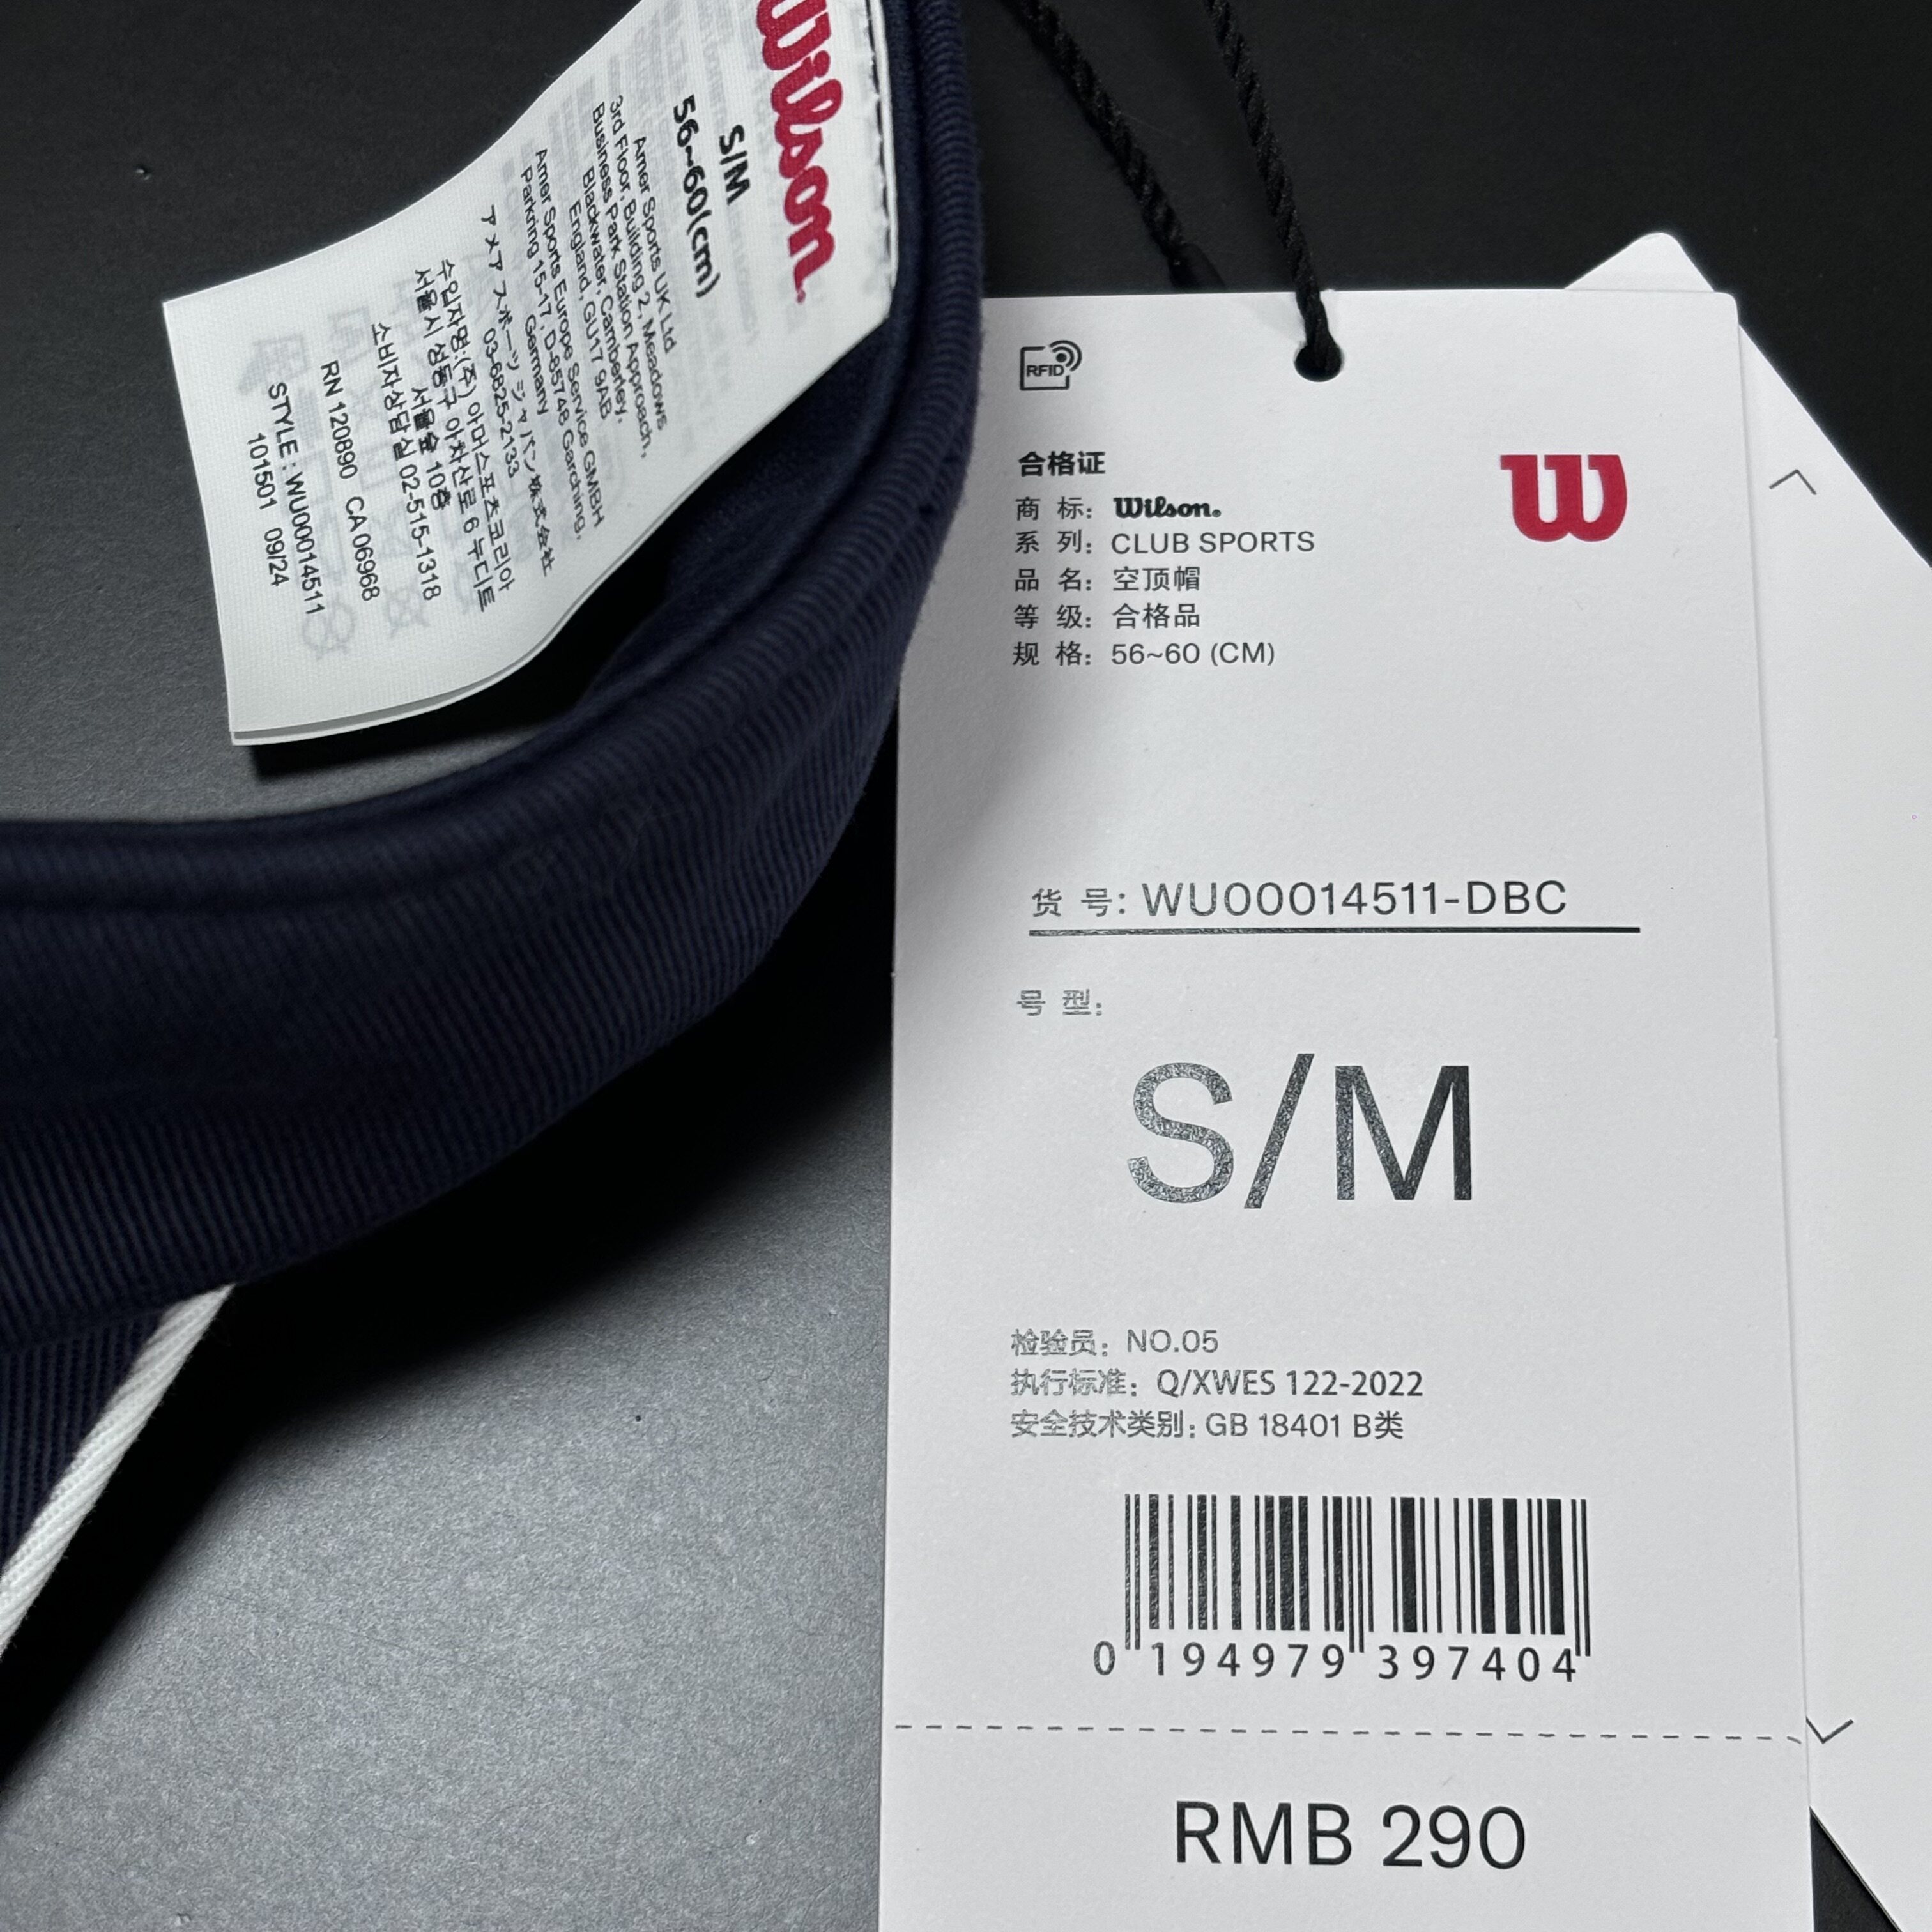 Wilson.
S/M
56~60(cm)
Amer Sports UK Ltd
3rd Floor, Building 2, Meadows
Business Park Station Approach,
Blackwater, Camberley,
England, GU17 9AB
Amer Sports Europe Service GMBH
Parkring 15-17, D-85748 Garching,
Germany
アメア スポーツ ジャパン株式会社
03-6825-2133
수입자명:(주) 아머스포츠코리아
서울시 성동구 아차산로 6 누디트
서울숲 10층
소비자상담실 02-515-1318
RN 120890 CA 06968
STYLE : WU00014511
101501 09/24
RFID
W
合格证
商 标: Wilson.
系 列: CLUB SPORTS
品 名: 空顶帽
等 级: 合格品
规 格: 56~60 (CM)
货 号: WU00014511-DBC
号 型:
S/M
检验员: NO.05
执行标准: Q/XWES 122-2022
安全技术类别: GB 18401 B类
0 194979 397404
RMB 290